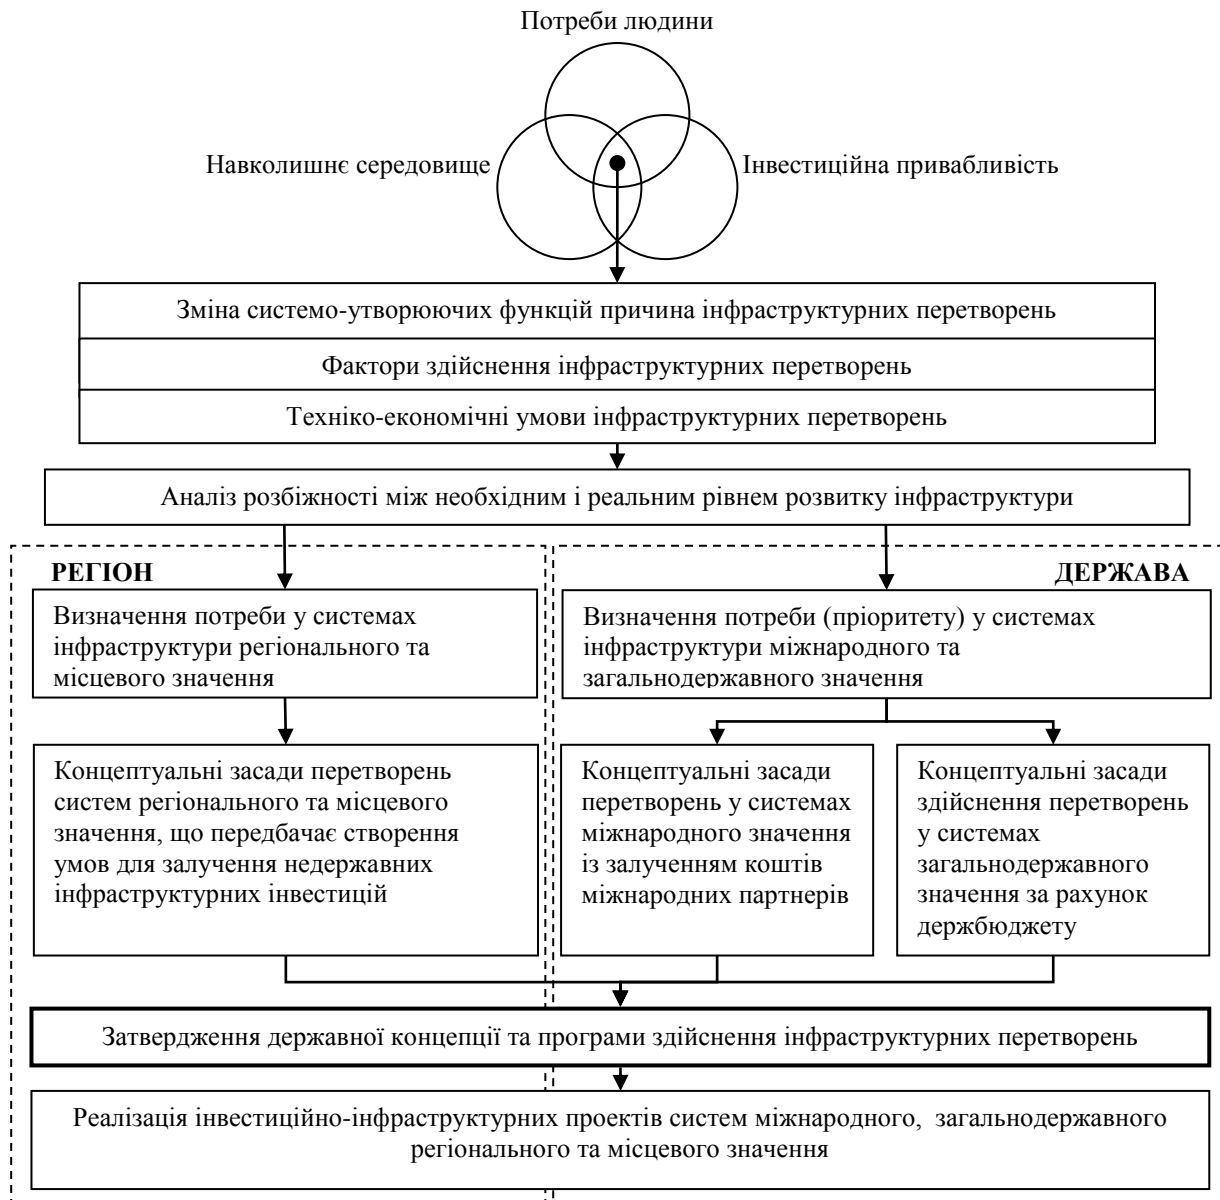 Потреби людини
Навколишнє середовище
Інвестиційна привабливість
Зміна системо-утворюючих функцій причина інфраструктурних перетворень
Фактори здійснення інфраструктурних перетворень
Техніко-економічні умови інфраструктурних перетворень
Аналіз розбіжності між необхідним і реальним рівнем розвитку інфраструктури
РЕГІОН
Визначення потреби у системах
інфраструктури регіонального та
місцевого значення
ДЕРЖАВА
Визначення потреби (пріоритету) у системах
інфраструктури міжнародного та
загальнодержавного значення
Концептуальні засади перетворень
систем регіонального та місцевого
значення, що передбачає створення
умов для залучення недержавних
інфраструктурних інвестицій
Концептуальні засади
перетворень у системах
міжнародного значення
із залученням коштів
міжнародних партнерів
Концептуальні засади
здійснення перетворень
у системах
загальнодержавного
значення за рахунок
держбюджету
Затвердження державної концепції та програми здійснення інфраструктурних перетворень
Реалізація інвестиційно-інфраструктурних проектів систем міжнародного, загальнодержавного
регіонального та місцевого значення